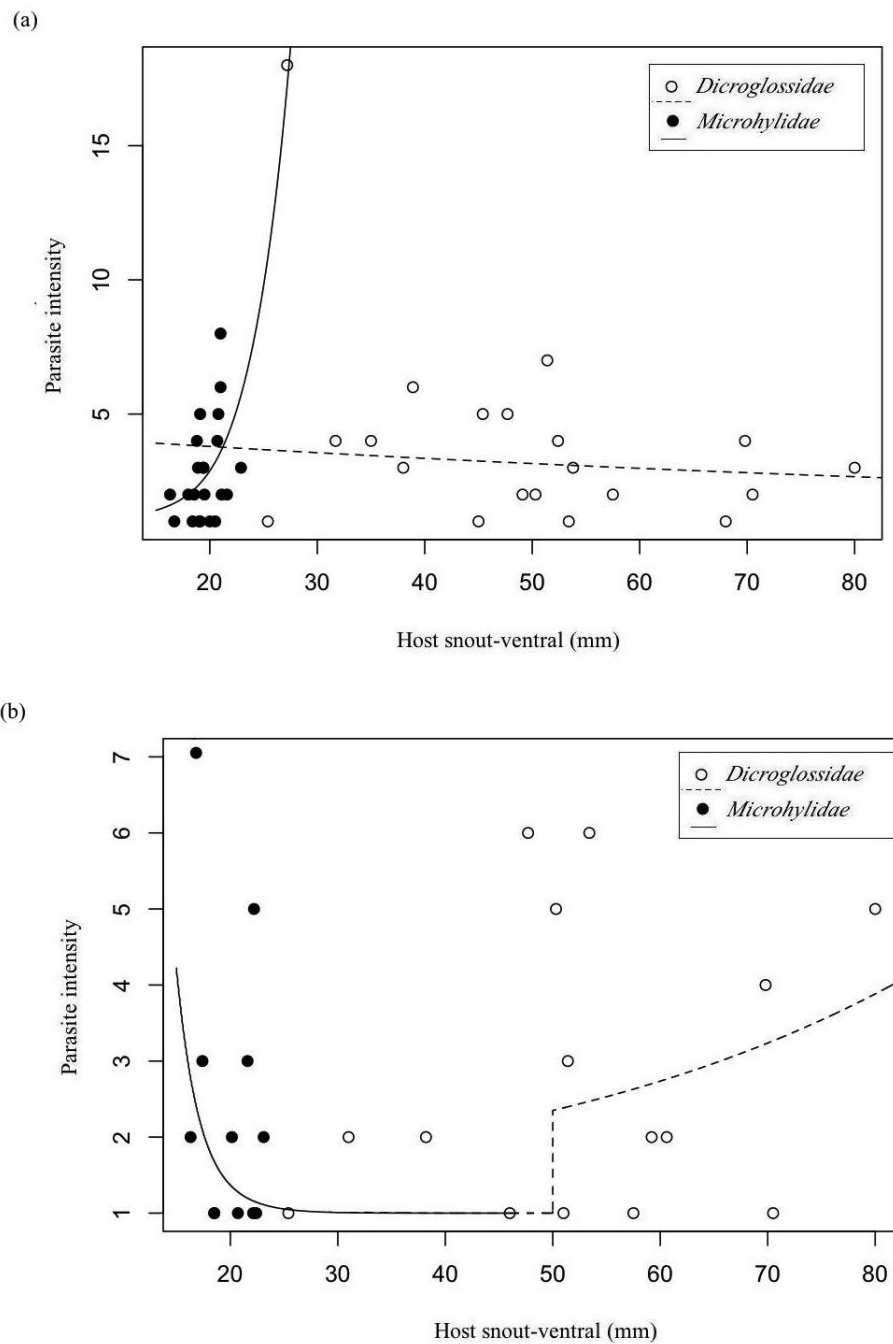 (a)
Dicroglossidae
Microhylidae
15
10
5
Parasite intensity
20 30 40 50 60 70 80
Host snout-ventral (mm)
(b)
Dicroglossidae
Microhylidae
7
6
5
4
3
2
1
Parasite intensity
20 30 40 50 60 70 80
Host snout-ventral (mm)